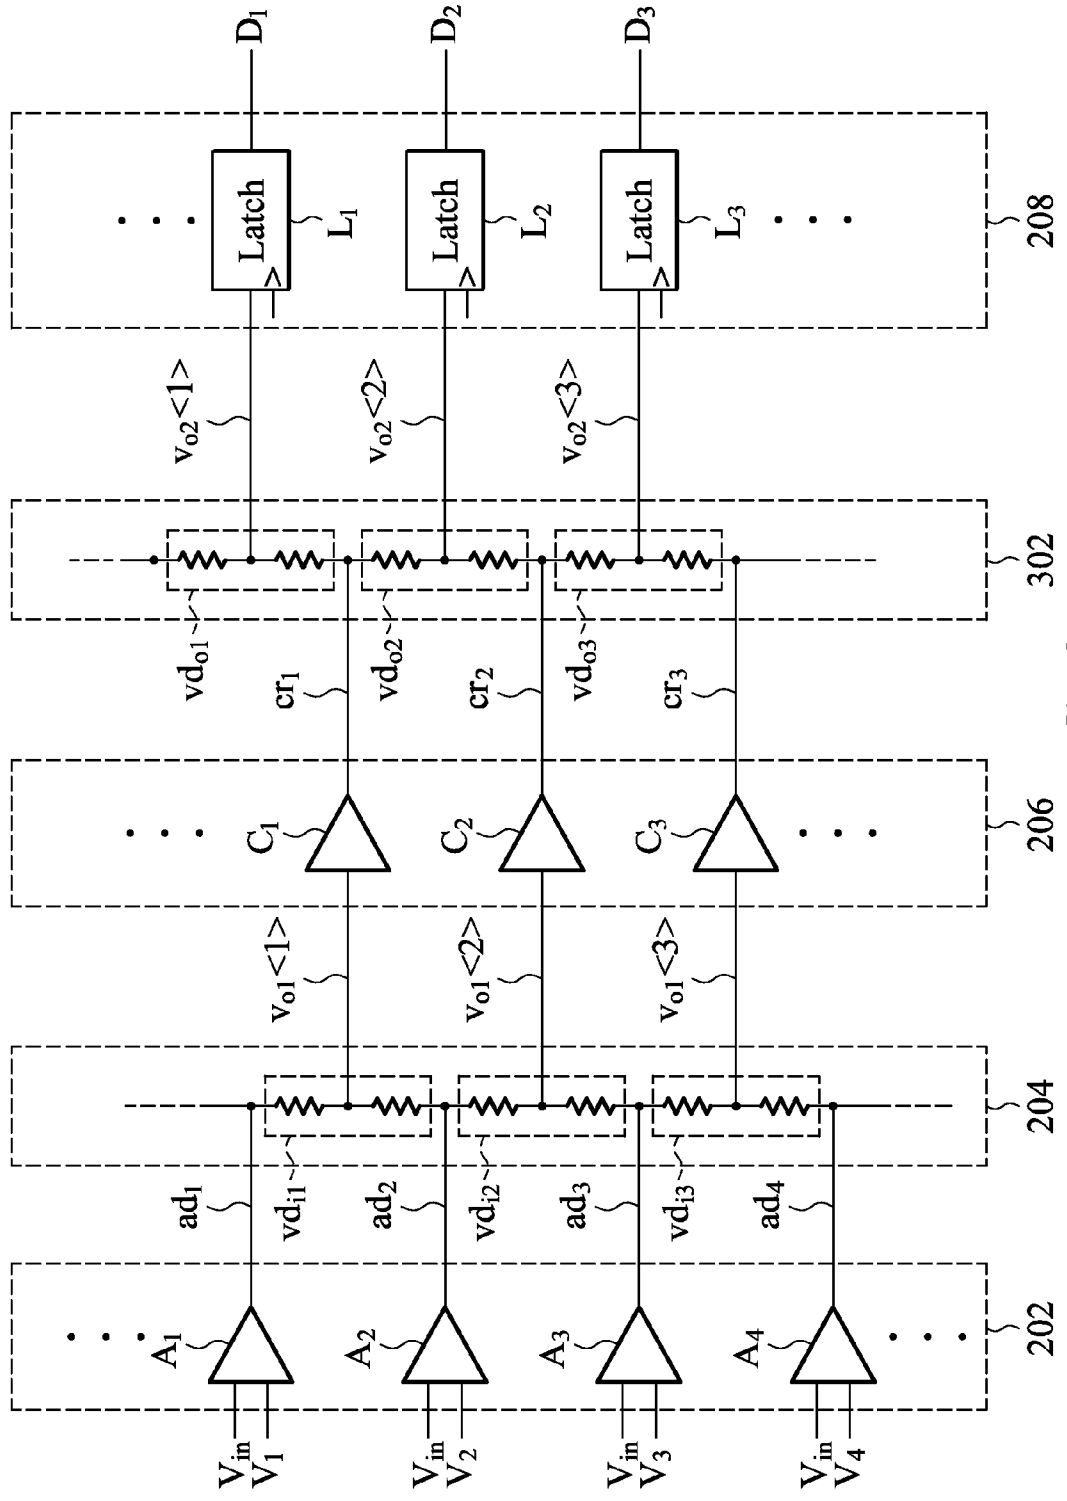 D1
D2
D3
Latch
Latch
Latch
L1
L2
L3
208
vo2<1>
vo2<2>
vo2<3>
vdo1
vdo2
vdo3
302
cr1
cr2
cr3
C1
C2
C3
206
vo1<1>
vo1<2>
vo1<3>
204
ad1
vdi1
ad2
vdi2
ad3
vdi3
ad4
A1
A2
A3
A4
202
Vin
V1
Vin
V2
Vin
V3
Vin
V4